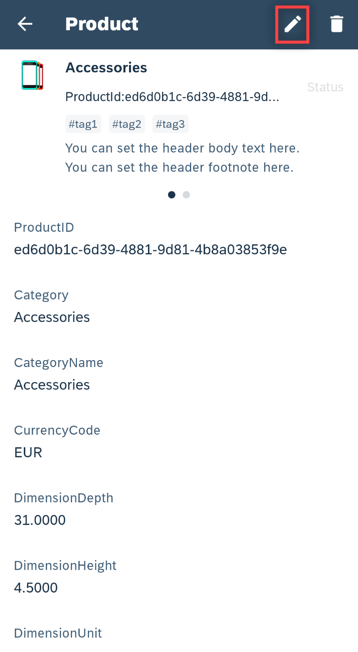 Product
Accessories
ProductId:ed6d0b1c-6d39-4881-9d...
Status
#tag1 #tag2 #tag3
You can set the header body text here.
You can set the header footnote here.
ProductID
ed6d0b1c-6d39-4881-9d81-4b8a03853f9e
Category
Accessories
CategoryName
Accessories
CurrencyCode
EUR
DimensionDepth
31.0000
DimensionHeight
4.5000
DimensionUnit